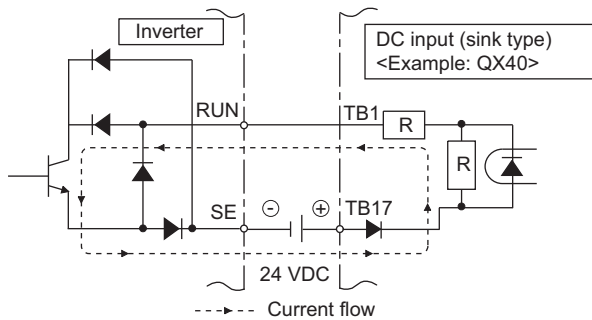 Inverter
DC input (sink type)
<Example: QX40>
RUN
TB1
R
R
SE
⊖
⊕
TB17
24 VDC
Current flow